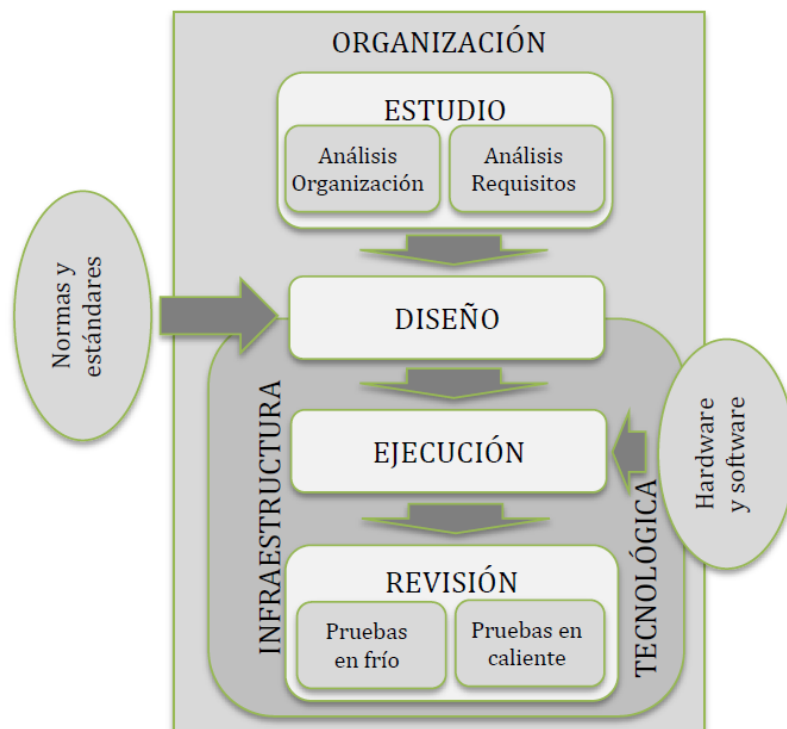 ORGANIZACIÓN
ESTUDIO
Análisis
Organización
Análisis
Requisitos
Normas y
estándares
DISEÑO
INFRAESTRUCTURA
EJECUCIÓN
Hardware
y software
TECNOLÓGICA
REVISIÓN
Pruebas
en frío
Pruebas en
caliente